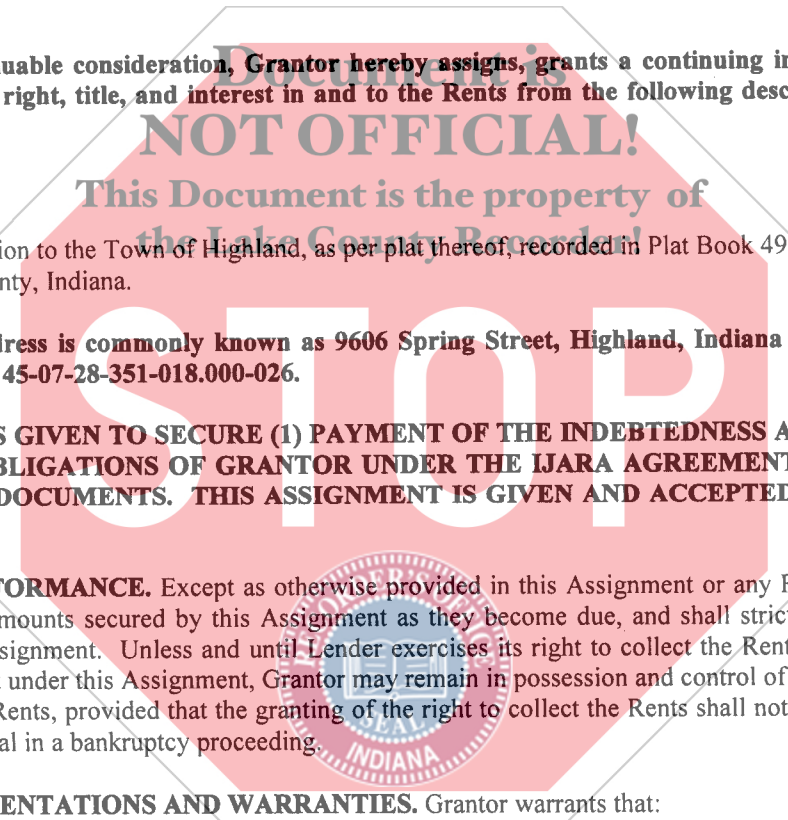 uable consideration, Grantor hereby assigns, grants a continuing in
right, title, and interest in and to the Rents from the following desc
Document is
NOT OFFICIAL!
This Document is the property of
the Lake County Recorder!
ion to the Town of Highland, as per plat thereof, recorded in Plat Book 49
nty, Indiana.
dress is commonly known as 9606 Spring Street, Highland, Indiana
45-07-28-351-018.000-026.
STOP
S GIVEN TO SECURE (1) PAYMENT OF THE INDEBTEDNESS A
BLIGATIONS OF GRANTOR UNDER THE IJARA AGREEMENT
DOCUMENTS. THIS ASSIGNMENT IS GIVEN AND ACCEPTED
FORMANCE. Except as otherwise provided in this Assignment or any R
mounts secured by this Assignment as they become due, and shall strict
signment. Unless and until Lender exercises its right to collect the Rent
under this Assignment, Grantor may remain in possession and control of
Rents, provided that the granting of the right to collect the Rents shall not
al in a bankruptcy proceeding.
RECORDER'S OFFICE
SEAL
INDIANA
ENTATIONS AND WARRANTIES. Grantor warrants that: